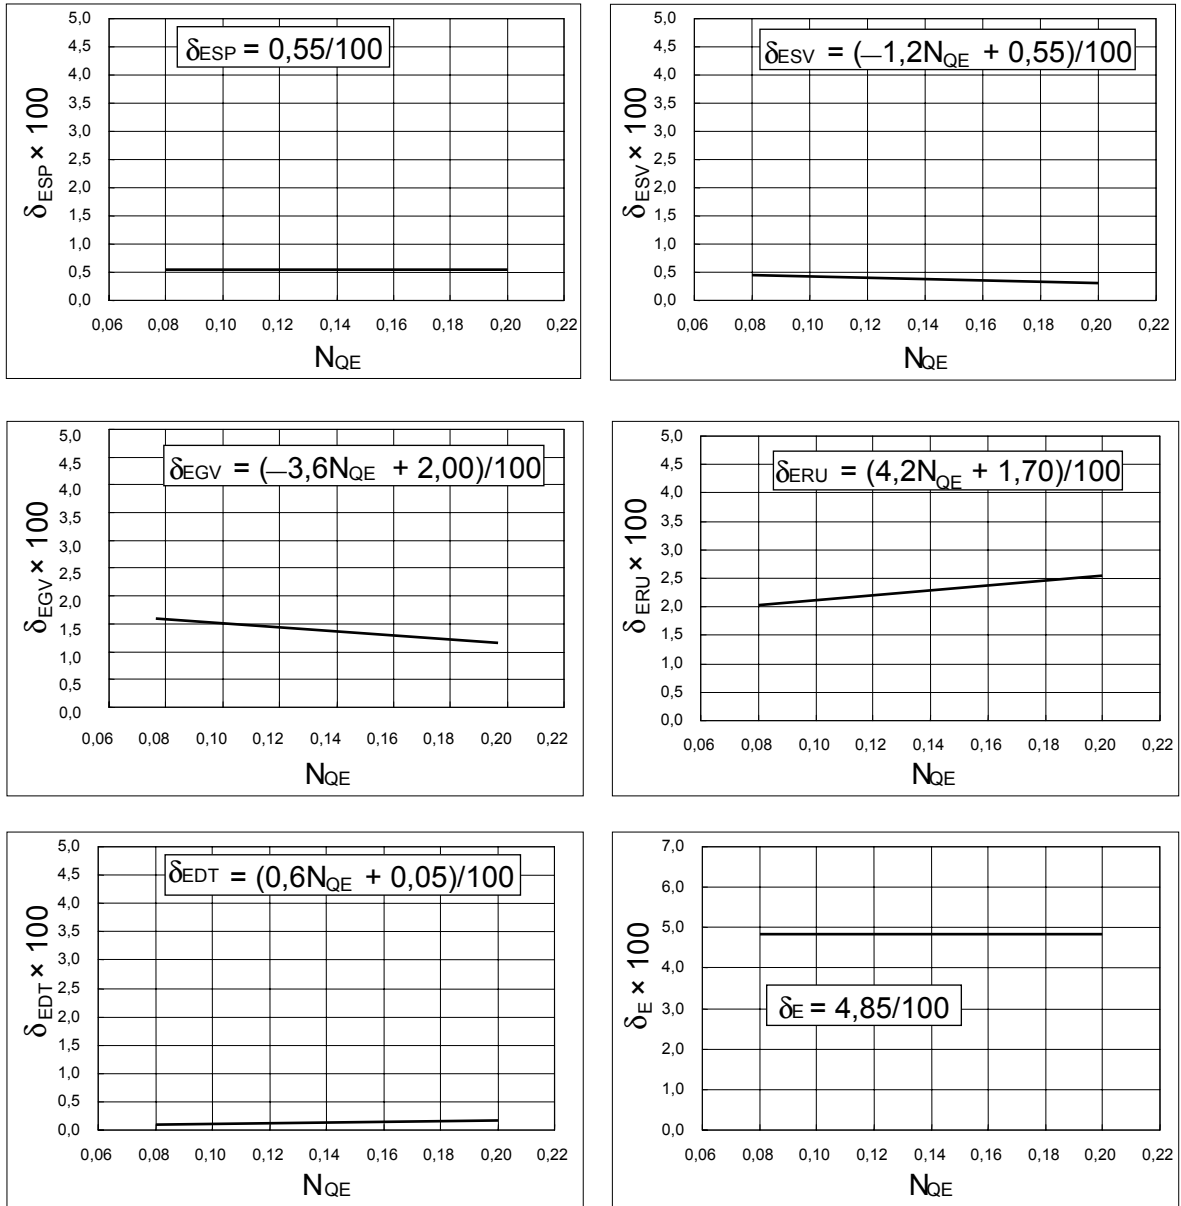 δESP = 0,55/100
5,0
4,5
4,0
3,5
3,0
2,5
2,0
1,5
1,0
0,5
0,0
δESP × 100
0,06 0,08 0,10 0,12 0,14 0,16 0,18 0,20 0,22
NQE
δESV = (–1,2NQE + 0,55)/100
5,0
4,5
4,0
3,5
3,0
2,5
2,0
1,5
1,0
0,5
0,0
δESV × 100
0,06 0,08 0,10 0,12 0,14 0,16 0,18 0,20 0,22
NQE
δEGV = (–3,6NQE + 2,00)/100
5,0
4,5
4,0
3,5
3,0
2,5
2,0
1,5
1,0
0,5
0,0
δEGV × 100
0,06 0,08 0,10 0,12 0,14 0,16 0,18 0,20 0,22
NQE
δERU = (4,2NQE + 1,70)/100
5,0
4,5
4,0
3,5
3,0
2,5
2,0
1,5
1,0
0,5
0,0
δERU × 100
0,06 0,08 0,10 0,12 0,14 0,16 0,18 0,20 0,22
NQE
δEDT = (0,6NQE + 0,05)/100
5,0
4,5
4,0
3,5
3,0
2,5
2,0
1,5
1,0
0,5
0,0
δEDT × 100
0,06 0,08 0,10 0,12 0,14 0,16 0,18 0,20 0,22
NQE
7,0
6,0
5,0
4,0
3,0
2,0
1,0
0,0
δE × 100
δE = 4,85/100
0,06 0,08 0,10 0,12 0,14 0,16 0,18 0,20 0,22
NQE